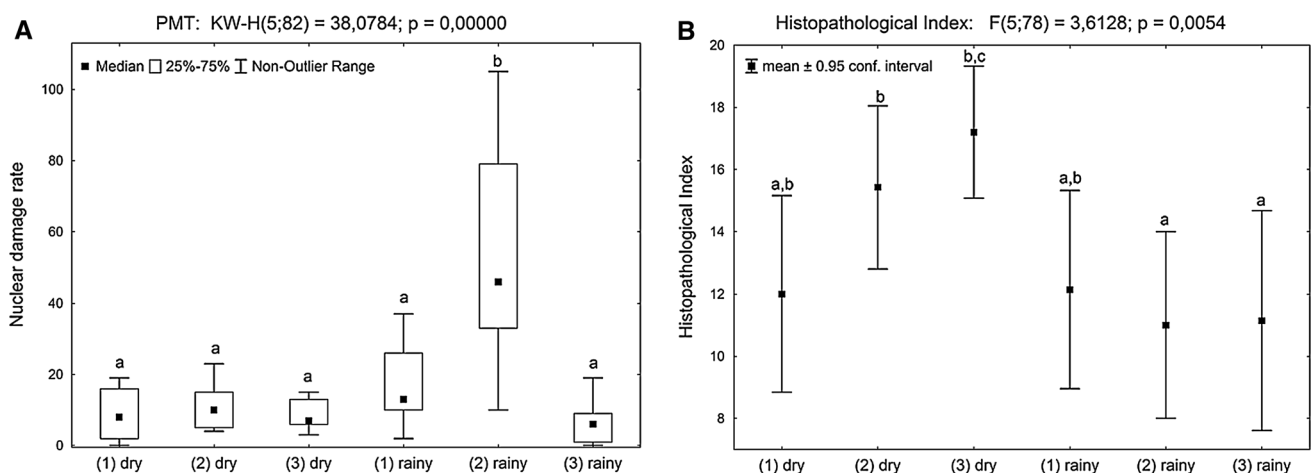 A
PMT: KW-H(5;82) = 38,0784; p = 0,00000
Median 25%-75% Non-Outlier Range
Nuclear damage rate
100
80
60
40
20
0
a
a
a
a
b
a
(1) dry
(2) dry
(3) dry
(1) rainy
(2) rainy
(3) rainy
B
Histopathological Index: F(5;78) = 3,6128; p = 0,0054
mean ± 0.95 conf. interval
Histopathological Index
20
18
16
14
12
10
8
a,b
b
b,c
a,b
a
a
(1) dry
(2) dry
(3) dry
(1) rainy
(2) rainy
(3) rainy